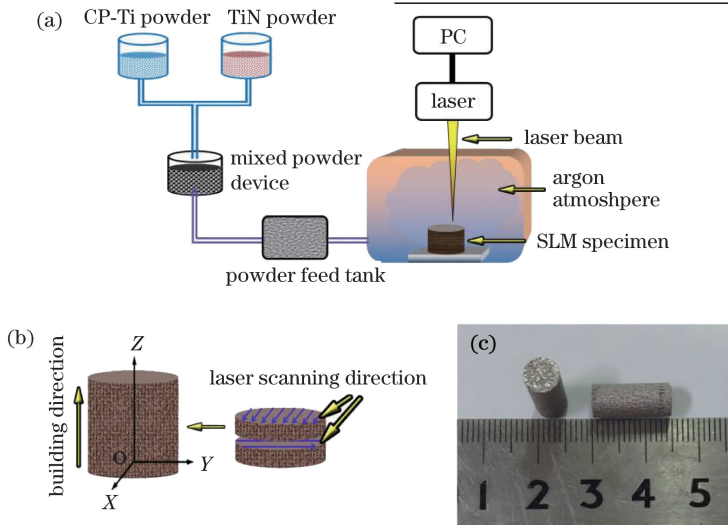 (a)
CP-Ti powder
TiN powder
PC
laser
laser beam
mixed powder
device
argon
atmoshpere
SLM specimen
powder feed tank
(b)
building direction
Z
O
X
Y
laser scanning direction
(c)
1 2 3 4 5